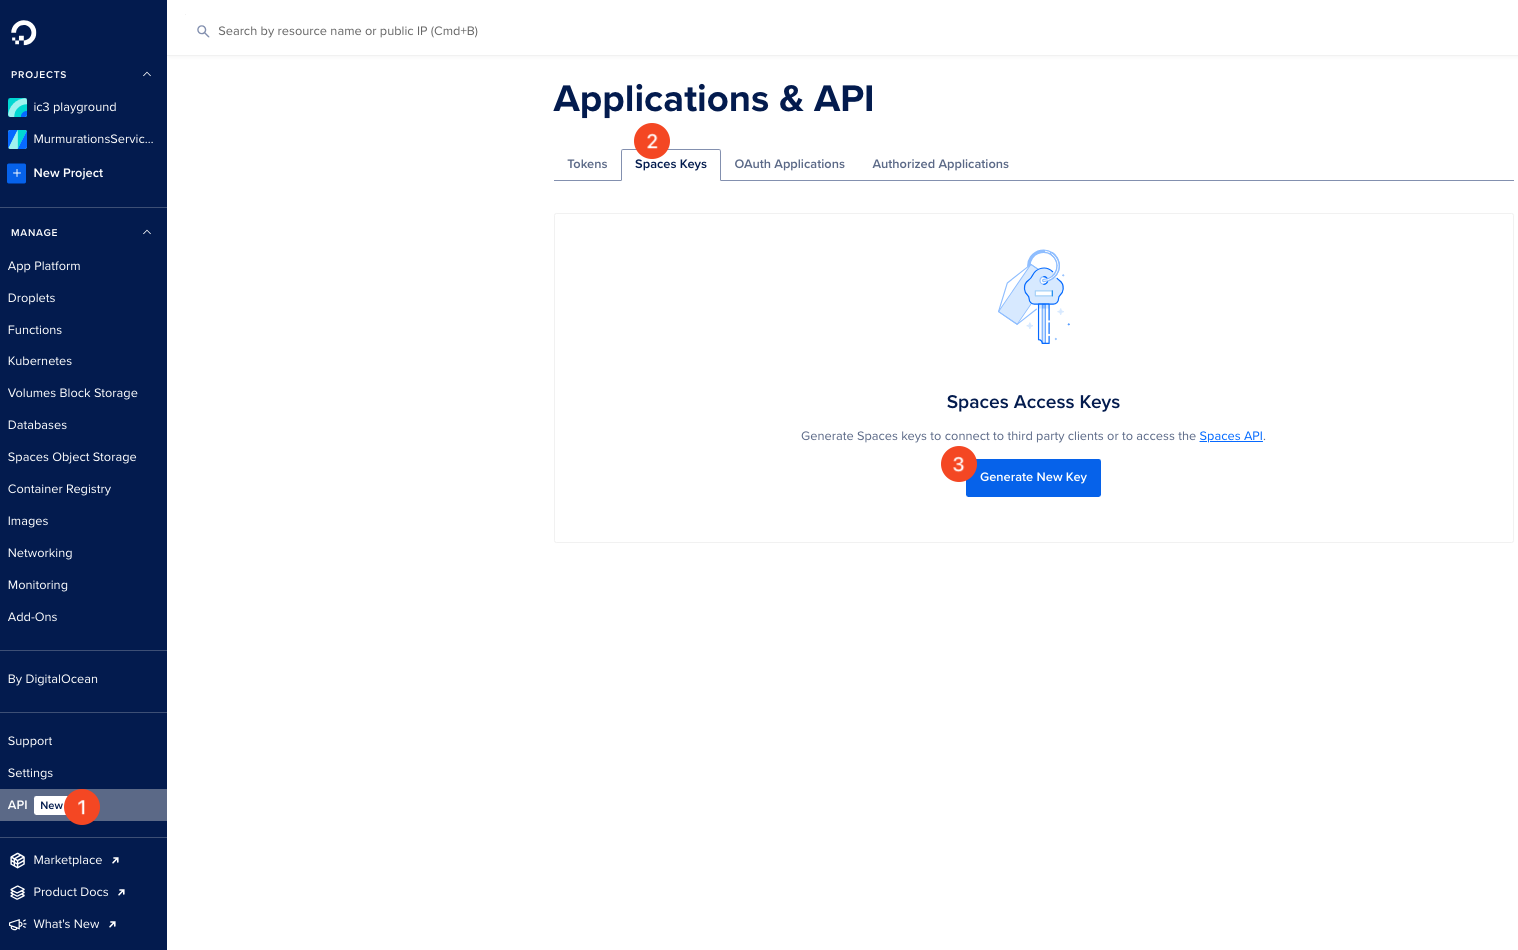 Search by resource name or public IP (Cmd+B)
PROJECTS
ic3 playground
MurmurationsServic...
New Project
MANAGE
App Platform
Droplets
Functions
Kubernetes
Volumes Block Storage
Databases
Spaces Object Storage
Container Registry
Images
Networking
Monitoring
Add-Ons
By DigitalOcean
Support
Settings
API New 1
Marketplace
Product Docs
What's New
Applications & API
2
Tokens Spaces Keys OAuth Applications Authorized Applications
Spaces Access Keys
Generate Spaces keys to connect to third party clients or to access the Spaces API.
3 Generate New Key